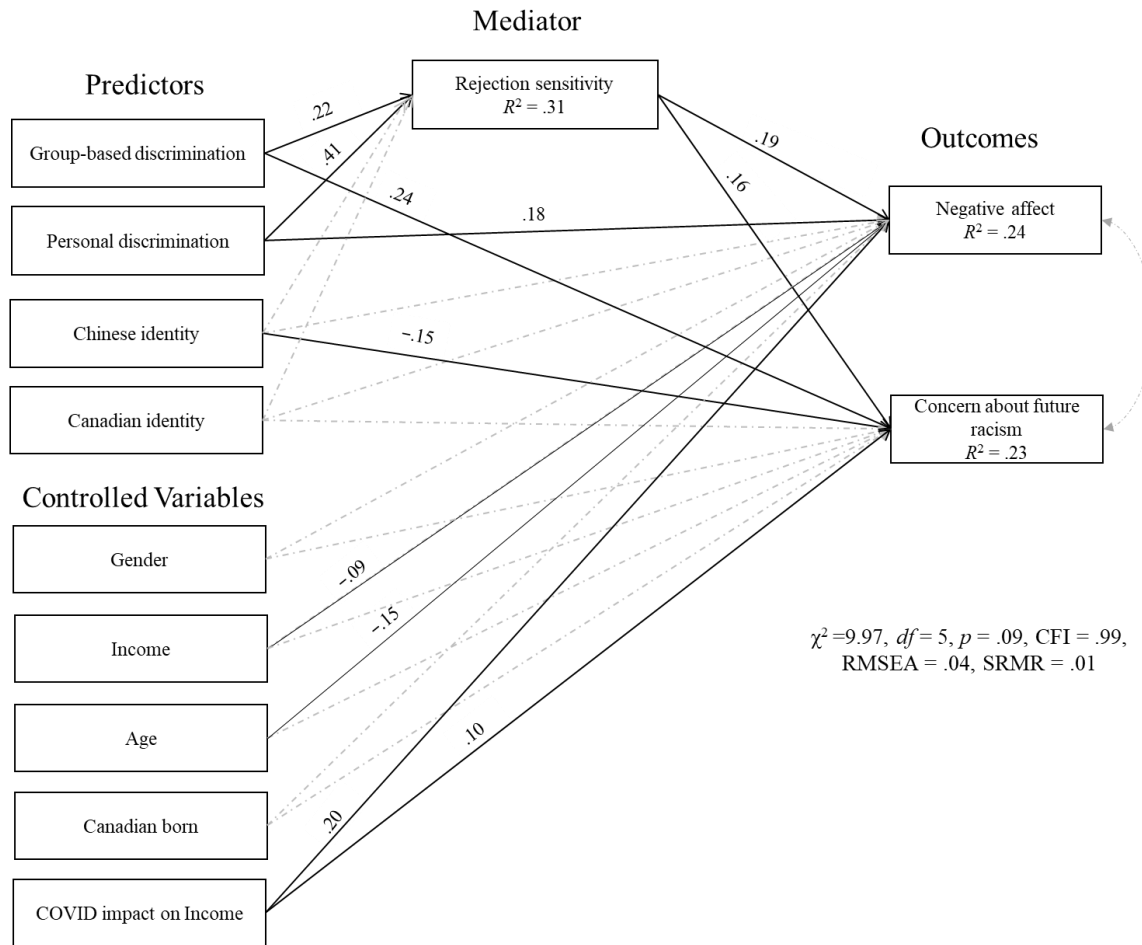 Mediator
Predictors
Outcomes
Rejection sensitivity
R² = .31
Group-based discrimination
Personal discrimination
Chinese identity
Canadian identity
Negative affect
R² = .24
Concern about future
racism
R² = .23
.22
.41
.24
.18
.19
.16
−.15
Controlled Variables
Gender
Income
Age
Canadian born
COVID impact on Income
−.09
−.15
.20
.10
χ² =9.97, df = 5, p = .09, CFI = .99,
RMSEA = .04, SRMR = .01